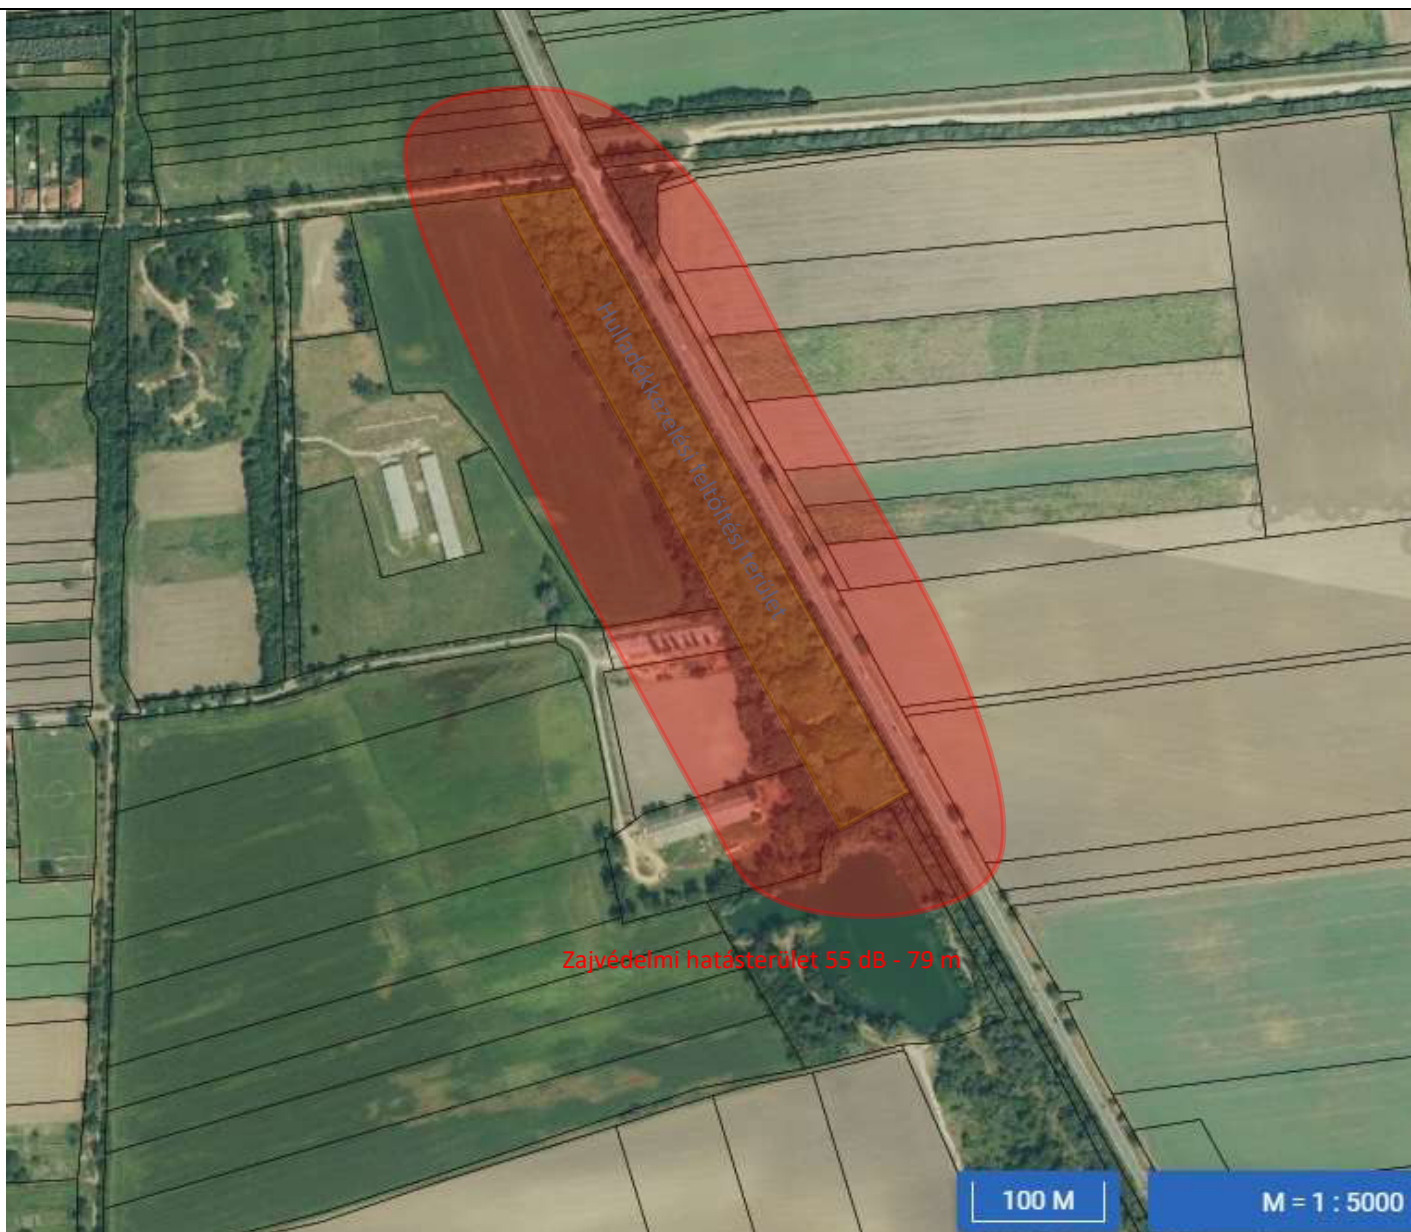 Hulladékkezelési feltöltési terület
Zajvédelmi hatásterület 55 dB - 79 m
100 M
M = 1 : 5000